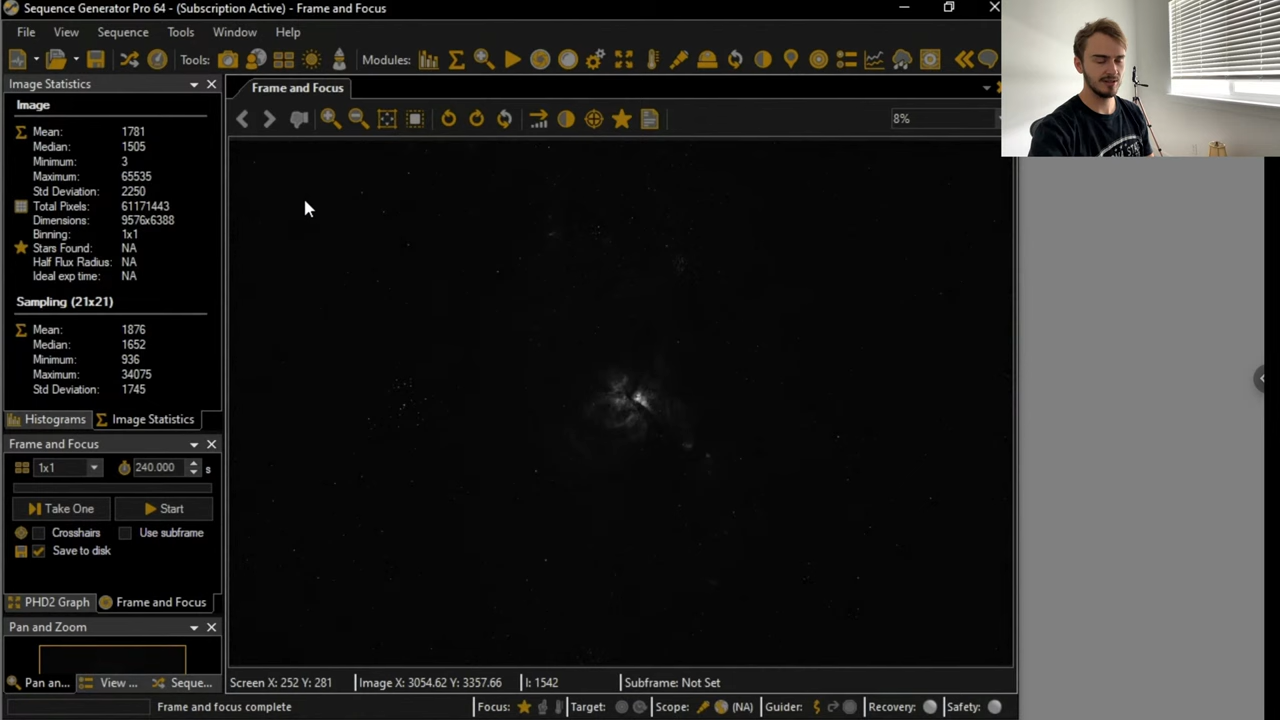 Sequence Generator Pro 64 - (Subscription Active) - Frame and Focus
File View Sequence Tools Window Help
Tools: Modules:
Image Statistics
Frame and Focus
Image
8%
Mean: 1781
Median: 1505
Minimum: 3
Maximum: 65535
Std Deviation: 2250
Total Pixels: 61171443
Dimensions: 9576x6388
Binning: 1x1
Stars Found: NA
Half Flux Radius: NA
Ideal exp time: NA
Sampling (21x21)
Mean: 1876
Median: 1652
Minimum: 936
Maximum: 34075
Std Deviation: 1745
Histograms Image Statistics
Frame and Focus
1x1 240.000 s
Take One Start
Crosshairs Use subframe
Save to disk
PHD2 Graph Frame and Focus
Pan and Zoom
Pan an... View ... Seque...
Screen X: 252 Y: 281 Image X: 3054.62 Y: 3357.66 I: 1542 Subframe: Not Set
Frame and focus complete Focus: Target: Scope: (NA) Guider: Recovery: Safety: